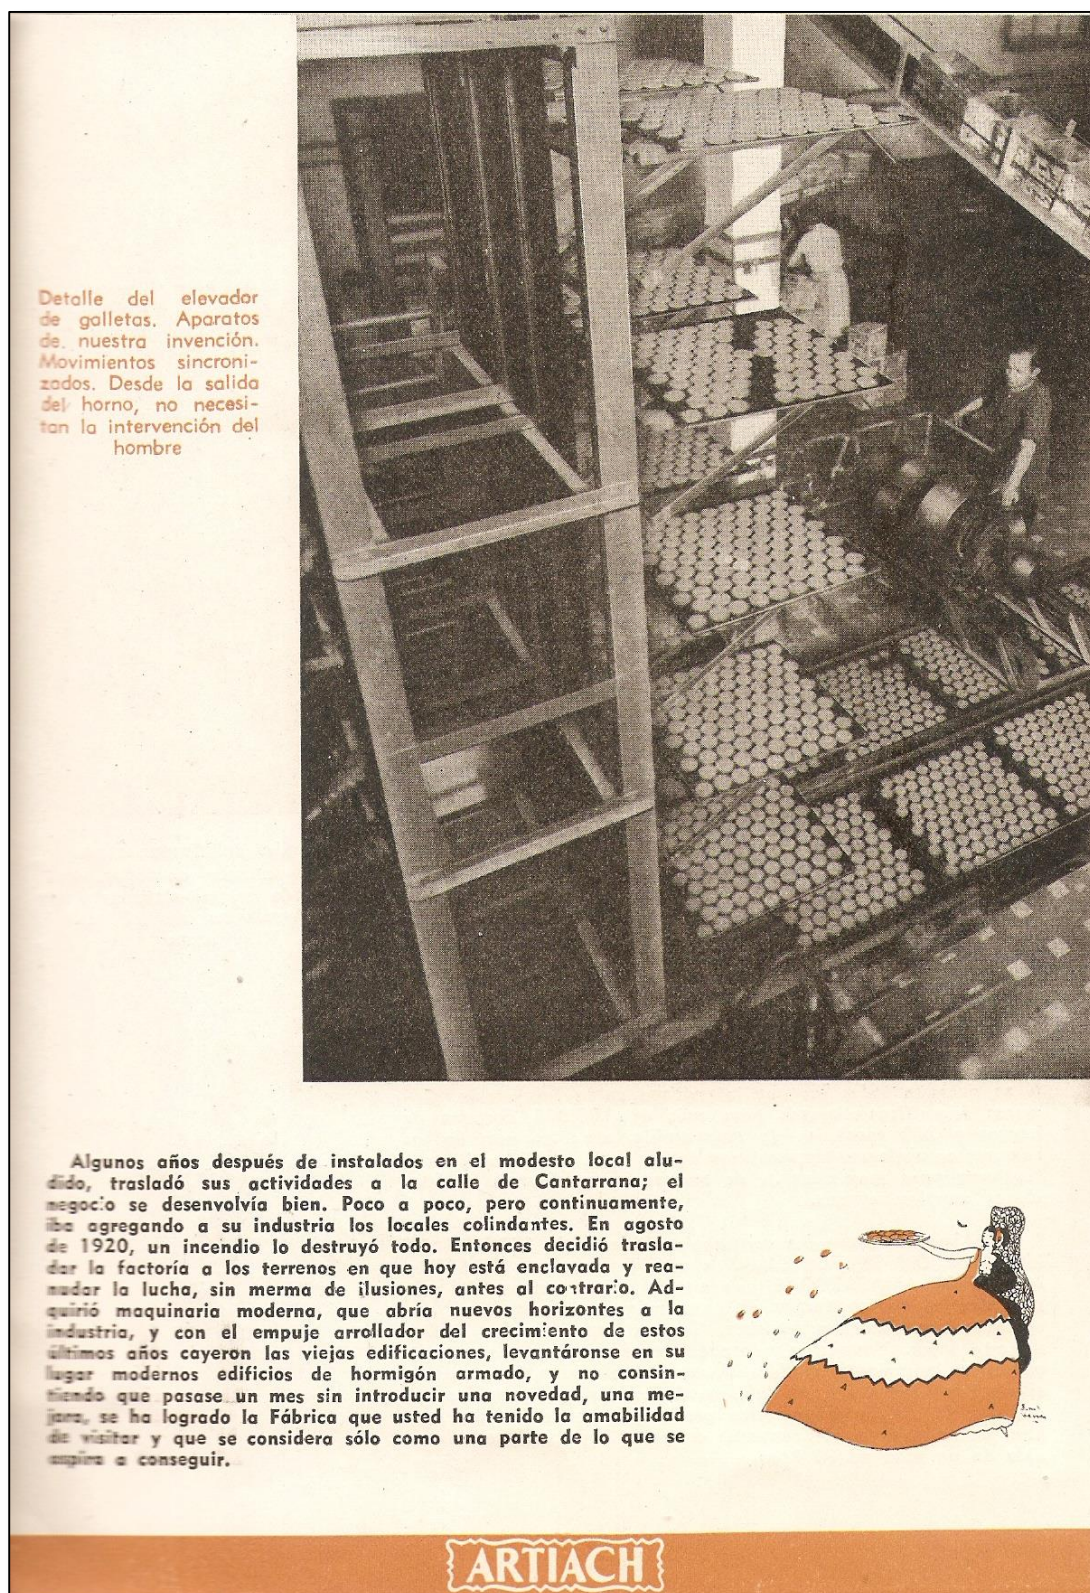 Detalle del elevador
de galletas. Aparatos
de nuestra invención.
Movimientos sincroni-
zados. Desde la salida
del horno, no necesi-
tan la intervención del
hombre
Algunos años después de instalados en el modesto local alu-
dido, trasladó sus actividades a la calle de Cantarrana; el
negocio se desenvolvía bien. Poco a poco, pero continuamente,
iba agregando a su industria los locales colindantes. En agosto
de 1920, un incendio lo destruyó todo. Entonces decidió trasla-
dar la factoría a los terrenos en que hoy está enclavada y rea-
nudar la lucha, sin merma de ilusiones, antes al contrario. Ad-
quirió maquinaria moderna, que abría nuevos horizontes a la
industria, y con el empuje arrollador del crecimiento de estos
últimos años cayeron las viejas edificaciones, levantáronse en su
lugar modernos edificios de hormigón armado, y no consin-
tiendo que pasase un mes sin introducir una novedad, una me-
jora, se ha logrado la Fábrica que usted ha tenido la amabilidad
de visitar y que se considera sólo como una parte de lo que se
aspira a conseguir.
ARTIACH